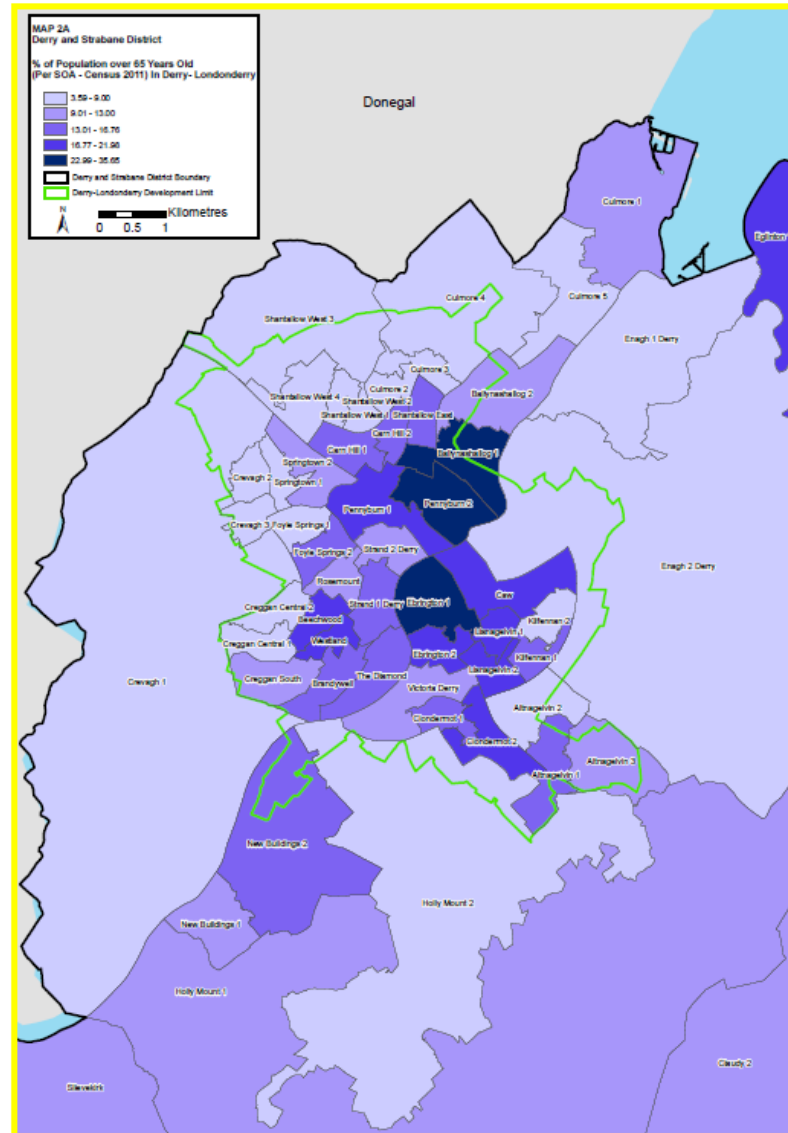 MAP 2A
Derry and Strabane District
% of Population over 65 Years Old
(Per SOA - Census 2011) In Derry- Londonderry
3.59 - 9.00
9.01 - 13.00
13.01 - 16.76
16.77 - 21.98
22.99 - 35.65
Derry and Strabane District Boundary
Derry-Londonderry Development Limit
N
Kilometres
0 0.5 1
Donegal
Culmore 1
Eglinton
Culmore 4
Culmore 5
Shantallow West 3
Enagh 1 Derry
Culmore 3
Culmore 2
Ballynashallog 2
Shantallow West 4
Shantallow West 2
Shantallow West 1
Shantallow East
Carn Hill 2
Carn Hill 1
Ballynashallog 1
Springtown 2
Crevagh 2
Springtown 1
Pennyburn 2
Pennyburn 1
Crevagh 3
Foyle Springs 1
Foyle Springs 2
Strand 2 Derry
Enagh 2 Derry
Rosemount
Caw
Creggan Central 2
Strand 1 Derry
Ebrington 1
Beechwood
Kilfennan 2
Lisnagelvin 1
Creggan Central 1
Westland
Ebrington 2
Kilfennan 1
Lisnagelvin 2
Creggan South
The Diamond
Brandywell
Victoria Derry
Crevagh 1
Altnagelvin 2
Clondermot 1
Clondermot 2
Altnagelvin 3
Altnagelvin 1
New Buildings 2
Holly Mount 2
New Buildings 1
Holly Mount 1
Claudy 2
Slievekirk